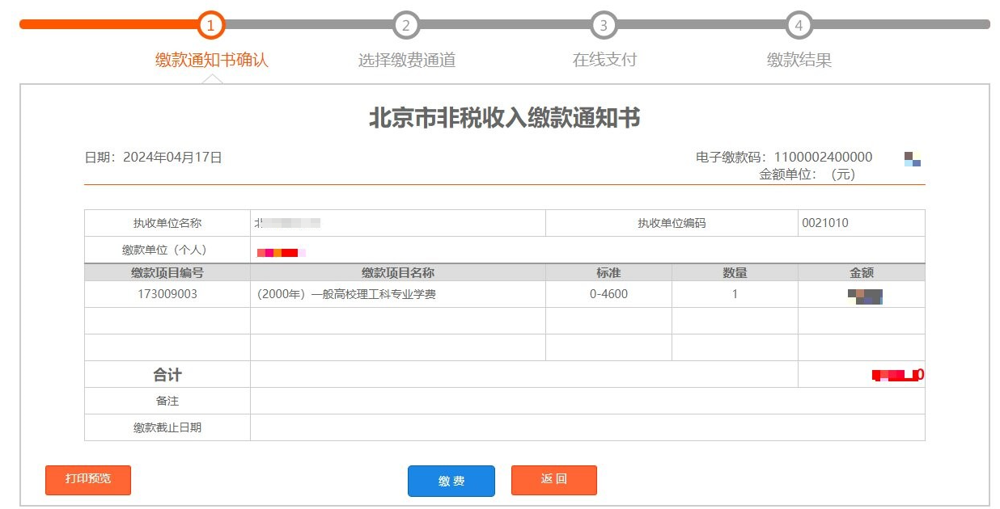 1 2 3 4
缴款通知书确认 选择缴费通道 在线支付 缴款结果
北京市非税收入缴款通知书
日期：2024年04月17日 电子缴款码：1100002400000
金额单位：（元）
执收单位名称 执收单位编码 0021010
缴款单位（个人）
缴款项目编号 缴款项目名称 标准 数量 金额
173009003 （2000年）一般高校理工科专业学费 0-4600 1
合计 0
备注
缴款截止日期
打印预览 缴 费 返 回